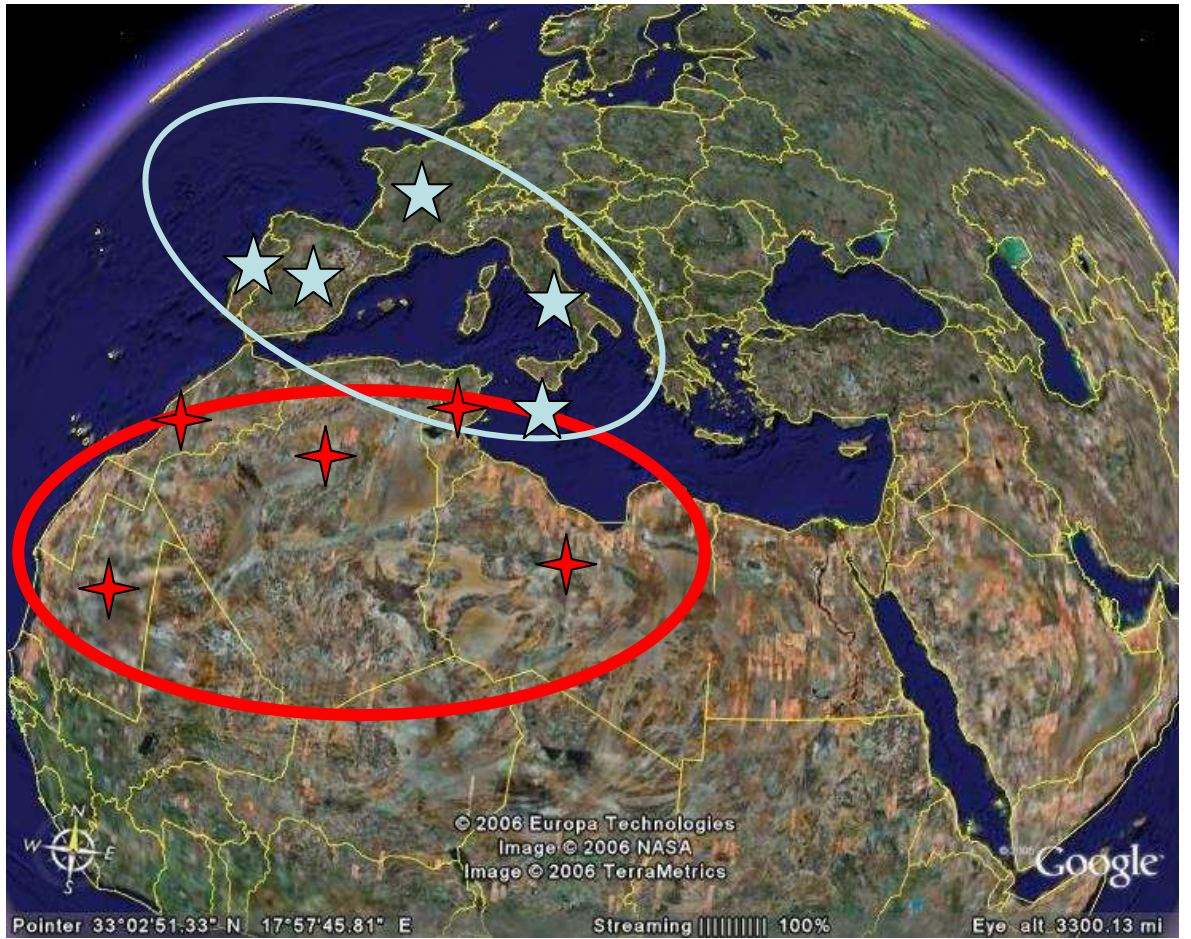 N
W E
S
© 2006 Europa Technologies
Image © 2006 NASA
Image © 2006 TerraMetrics
© 2006 Google
Pointer 33°02'51.33" N 17°57'45.81" E Streaming |||||||||| 100% Eye alt 3300.13 mi